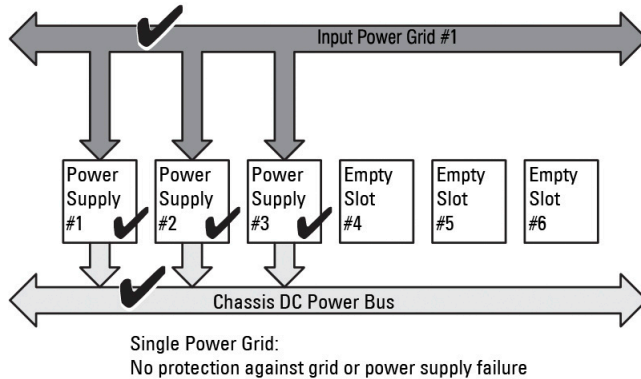 Input Power Grid #1
Power
Supply
#1
Power
Supply
#2
Power
Supply
#3
Empty
Slot
#4
Empty
Slot
#5
Empty
Slot
#6
Chassis DC Power Bus
Single Power Grid:
No protection against grid or power supply failure